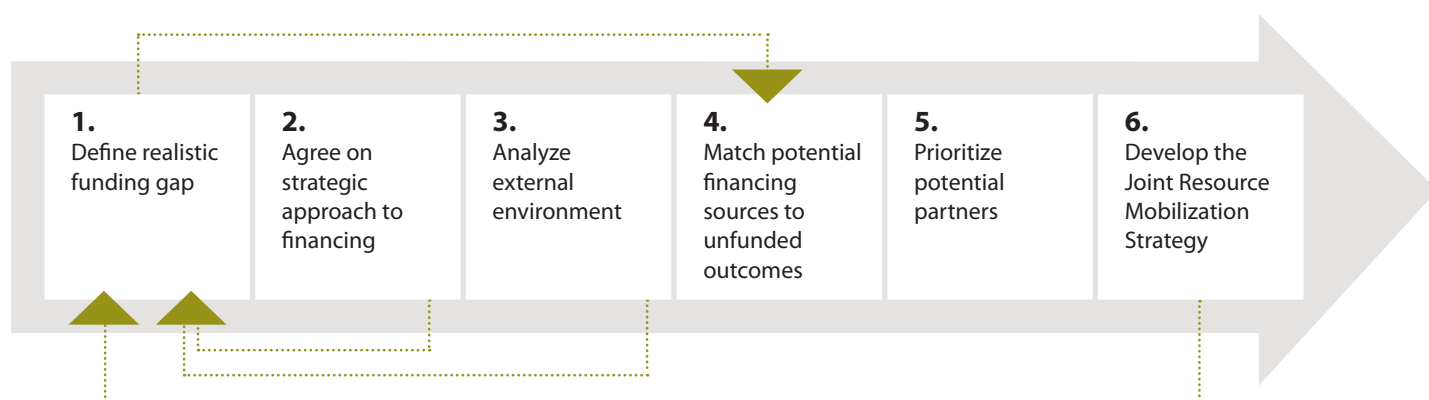 1.
Define realistic
funding gap
2.
Agree on
strategic
approach to
financing
3.
Analyze
external
environment
4.
Match potential
financing
sources to
unfunded
outcomes
5.
Prioritize
potential
partners
6.
Develop the
Joint Resource
Mobilization
Strategy